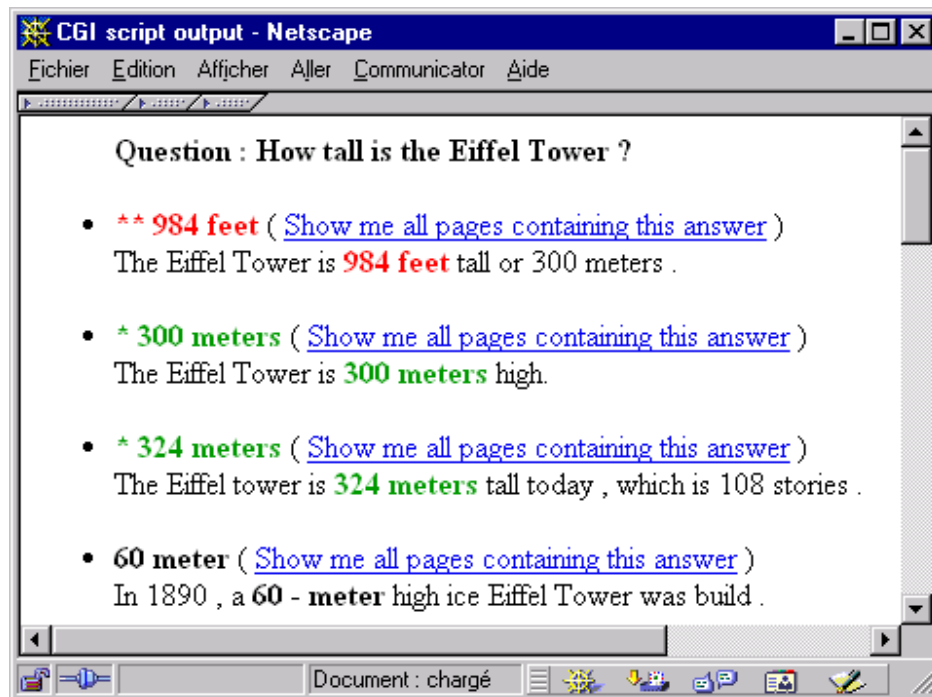 CGI script output - Netscape
Fichier Edition Afficher Aller Communicator Aide
Question : How tall is the Eiffel Tower ?
• ** 984 feet ( Show me all pages containing this answer )
The Eiffel Tower is 984 feet tall or 300 meters .
• * 300 meters ( Show me all pages containing this answer )
The Eiffel Tower is 300 meters high.
• * 324 meters ( Show me all pages containing this answer )
The Eiffel tower is 324 meters tall today , which is 108 stories .
• 60 meter ( Show me all pages containing this answer )
In 1890 , a 60 - meter high ice Eiffel Tower was build .
Document : chargé